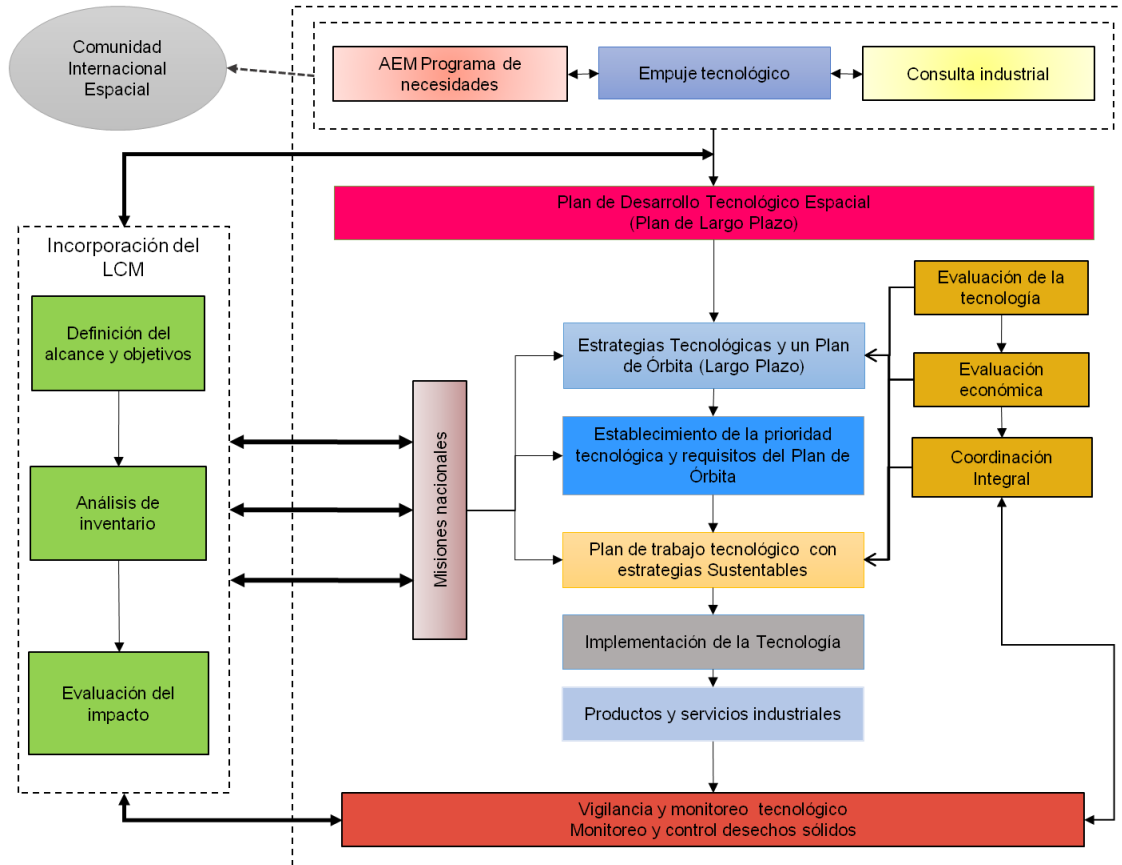 Comunidad
Internacional
Espacial
AEM Programa de
necesidades
Empuje tecnológico
Consulta industrial
Plan de Desarrollo Tecnológico Espacial
(Plan de Largo Plazo)
Incorporación del
LCM
Definición del
alcance y objetivos
Análisis de
inventario
Evaluación del
impacto
Misiones nacionales
Estrategias Tecnológicas y un Plan
de Órbita (Largo Plazo)
Establecimiento de la prioridad
tecnológica y requisitos del Plan de
Órbita
Plan de trabajo tecnológico con
estrategias Sustentables
Implementación de la Tecnología
Productos y servicios industriales
Evaluación de la
tecnología
Evaluación
económica
Coordinación
Integral
Vigilancia y monitoreo tecnológico
Monitoreo y control desechos sólidos